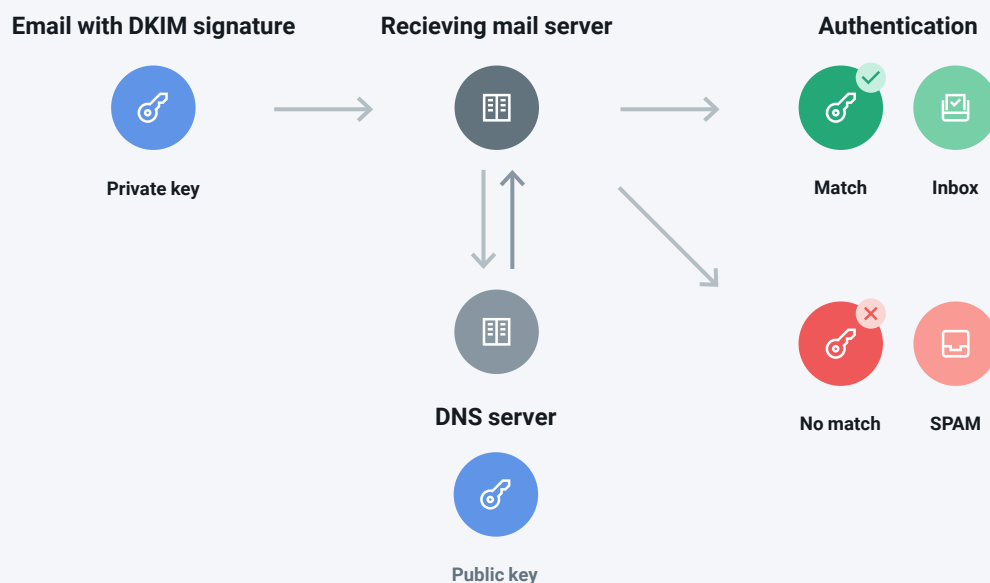 Email with DKIM signature
Recieving mail server
Authentication
Private key
Match
Inbox
No match
SPAM
DNS server
Public key